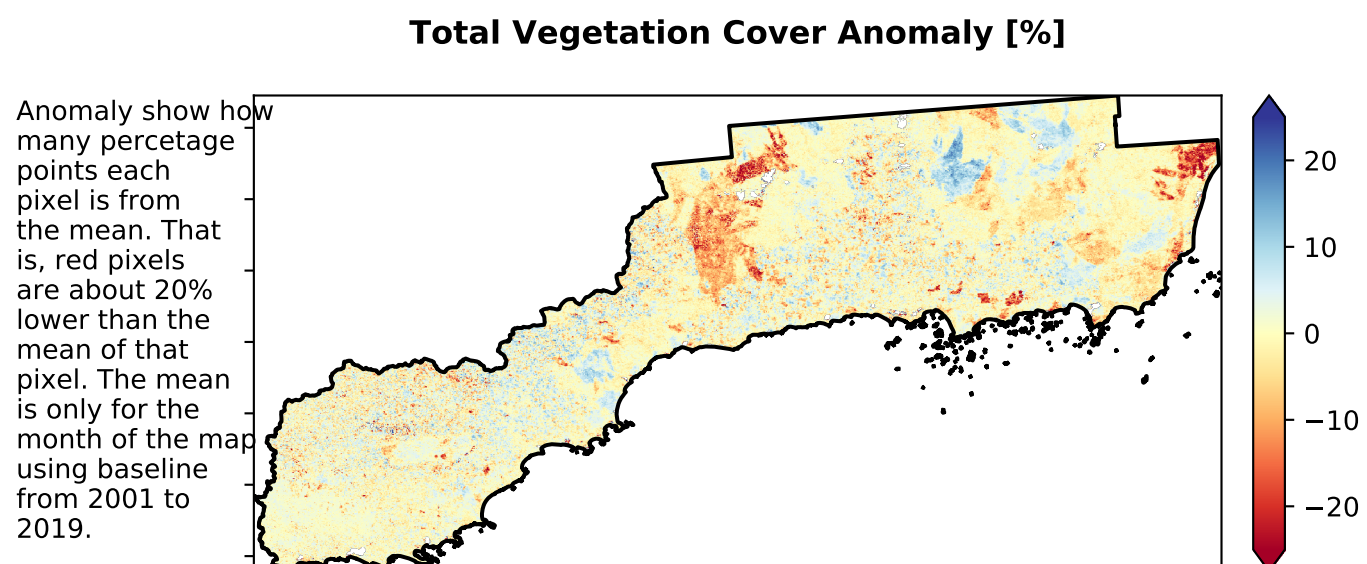 Total Vegetation Cover Anomaly [%]
Anomaly show how
many percetage
points each
pixel is from
the mean. That
is, red pixels
are about 20%
lower than the
mean of that
pixel. The mean
is only for the
month of the map
using baseline
from 2001 to
2019.
20
10
0
−10
−20